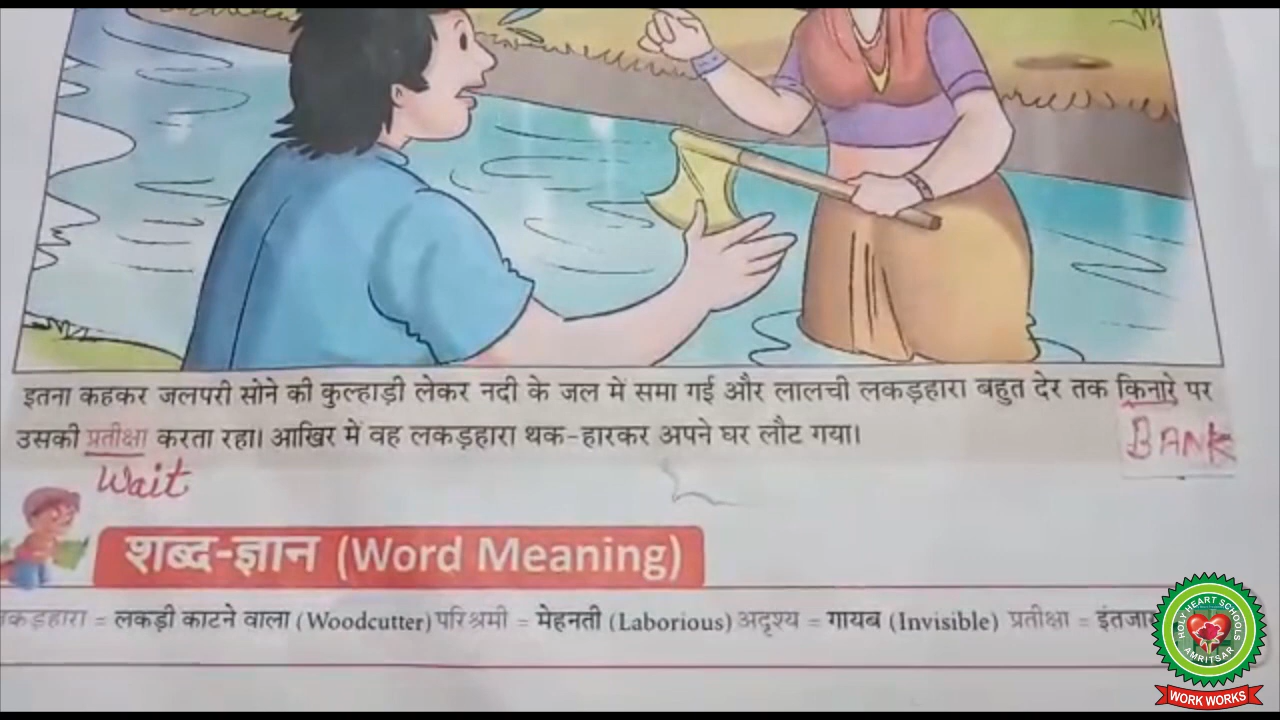 इतना कहकर जलपरी सोने की कुल्हाड़ी लेकर नदी के जल में समा गई और लालची लकड़हारा बहुत देर तक किनारे पर
BANK
उसकी प्रतीक्षा करता रहा। आखिर में वह लकड़हारा थक-हारकर अपने घर लौट गया।
Wait
शब्द-ज्ञान (Word Meaning)
= लकड़ी काटने वाला (Woodcutter) परिश्रमी = मेहनती (Laborious) अदृश्य = गायब (Invisible) प्रतीक्षा =
HOLY HEART SCHOOLS
AMRITSAR
WORK WORKS